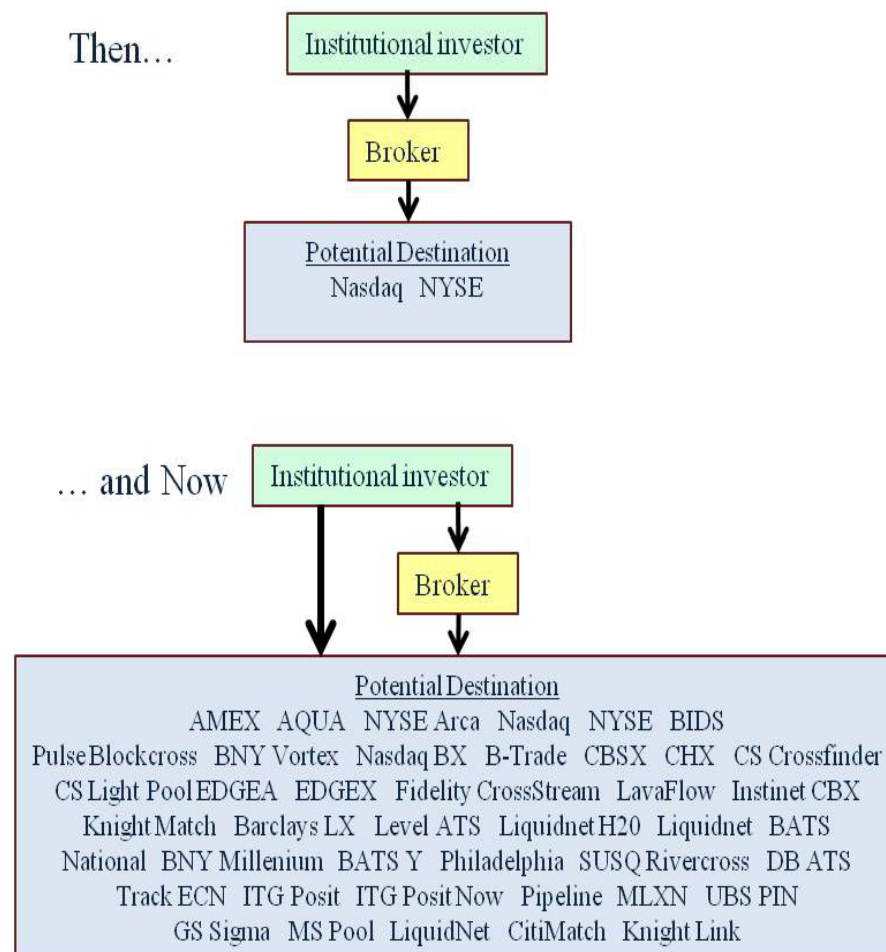 Then…
Institutional investor
Broker
Potential Destination
Nasdaq NYSE
… and Now
Institutional investor
Broker
Potential Destination
AMEX AQUA NYSE Arca Nasdaq NYSE BIDS
Pulse Blockcross BNY Vortex Nasdaq BX B-Trade CBSX CHX CS Crossfinder
CS Light Pool EDGEA EDGEX Fidelity CrossStream LavaFlow Instinet CBX
Knight Match Barclays LX Level ATS Liquidnet H20 Liquidnet BATS
National BNY Millenium BATS Y Philadelphia SUSQ Rivercross DB ATS
Track ECN ITG Posit ITG Posit Now Pipeline MLXN UBS PIN
GS Sigma MS Pool LiquidNet CitiMatch Knight Link